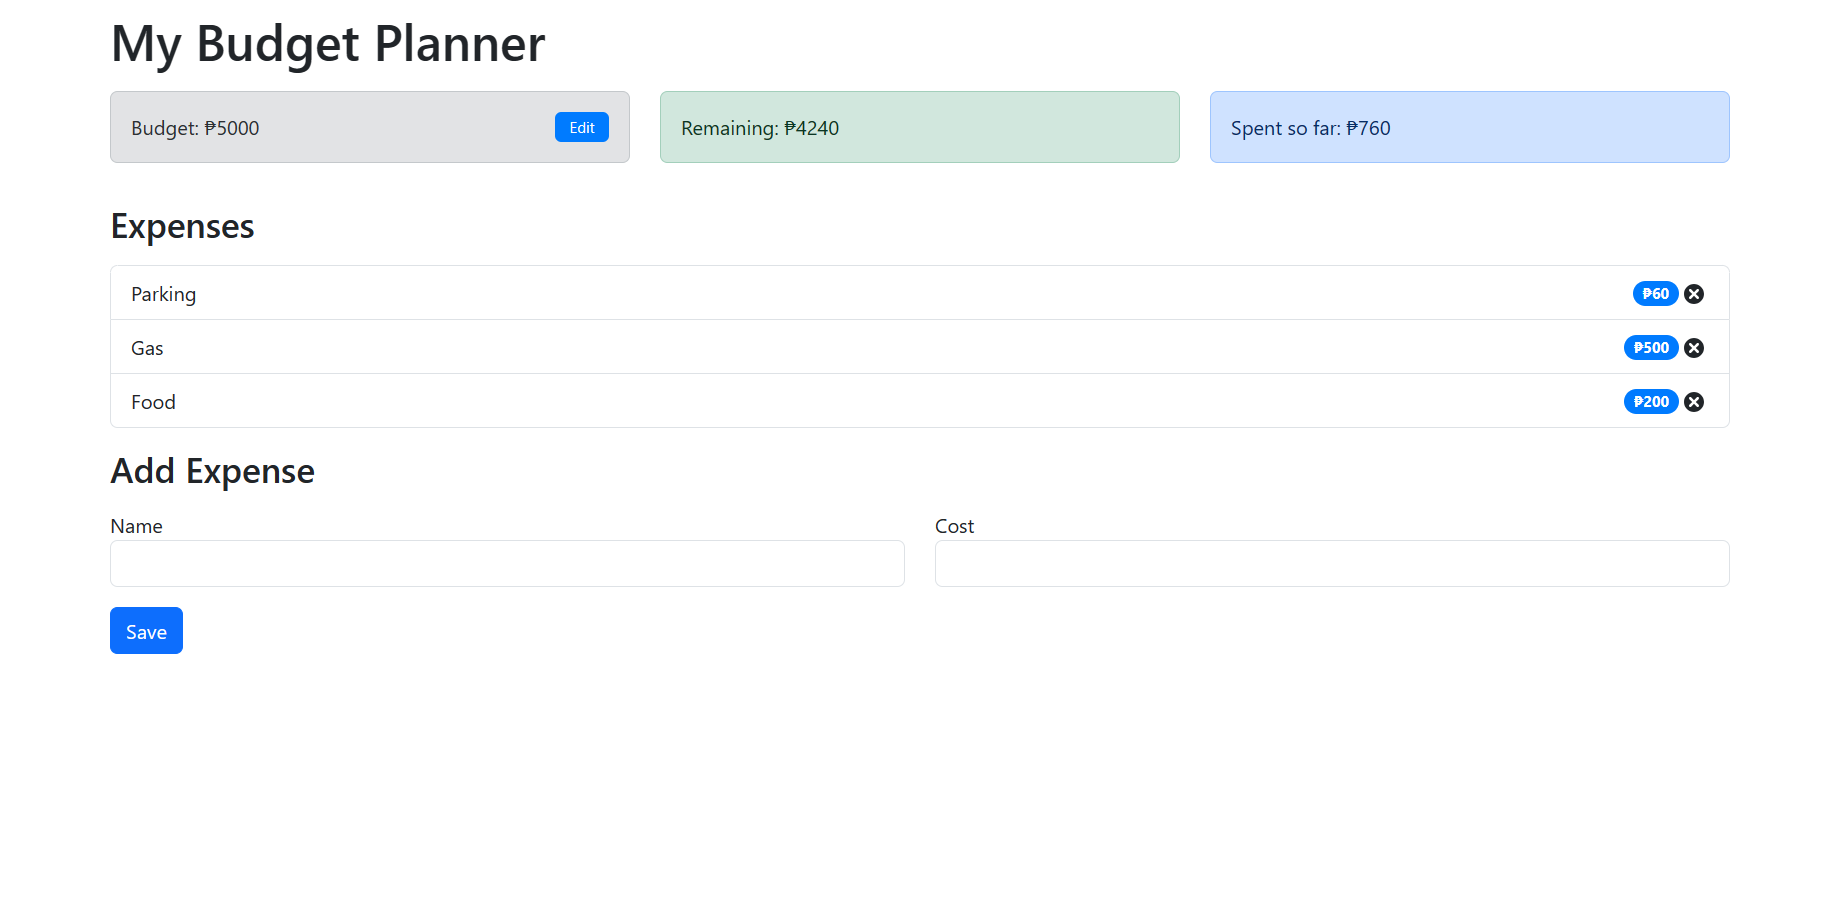 My Budget Planner
Budget: ₱5000 Edit Remaining: ₱4240 Spent so far: ₱760
Expenses
Parking ₱60
Gas ₱500
Food ₱200
Add Expense
Name Cost
Save